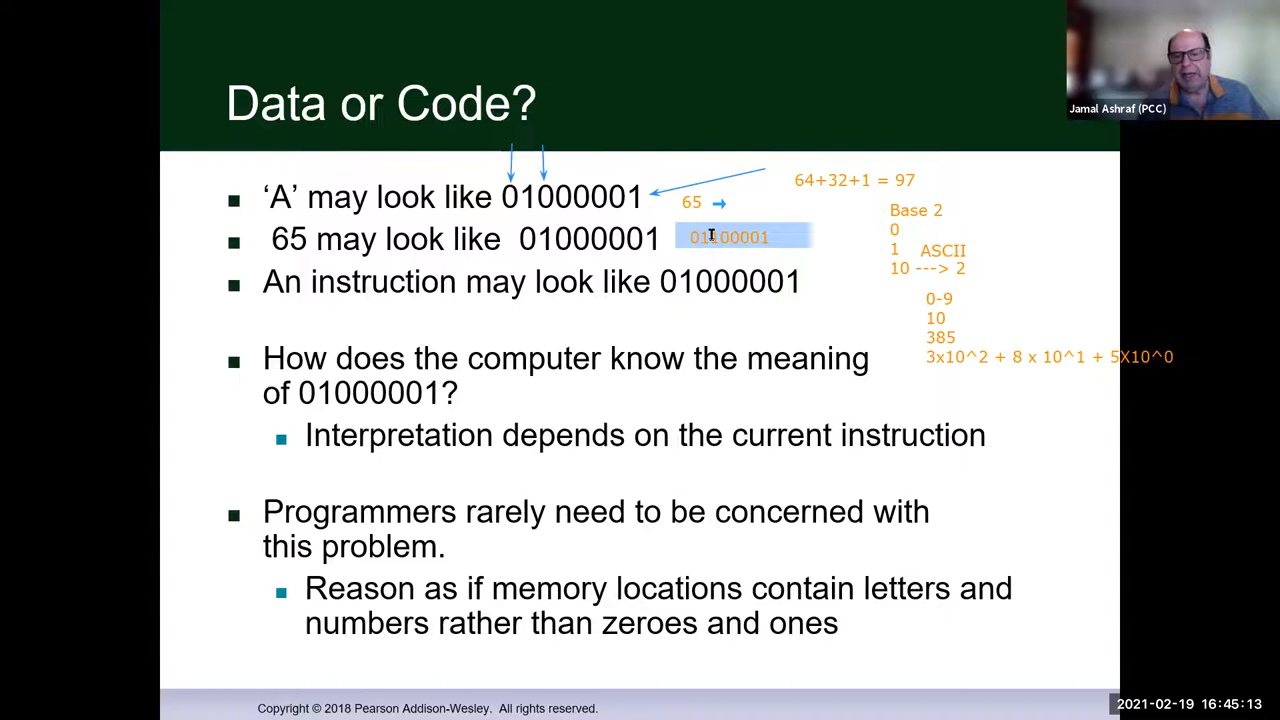 Jamal Ashraf (PCC)
Data or Code?
‘A’ may look like 01000001
65 may look like 01000001
An instruction may look like 01000001
65
01100001
64+32+1 = 97
Base 2
0
1
ASCII
10 ---> 2
0-9
10
385
3x10^2 + 8 x 10^1 + 5X10^0
How does the computer know the meaning
of 01000001?
Interpretation depends on the current instruction
Programmers rarely need to be concerned with
this problem.
Reason as if memory locations contain letters and
numbers rather than zeroes and ones
Copyright © 2018 Pearson Addison-Wesley. All rights reserved.
2021-02-19 16:45:13